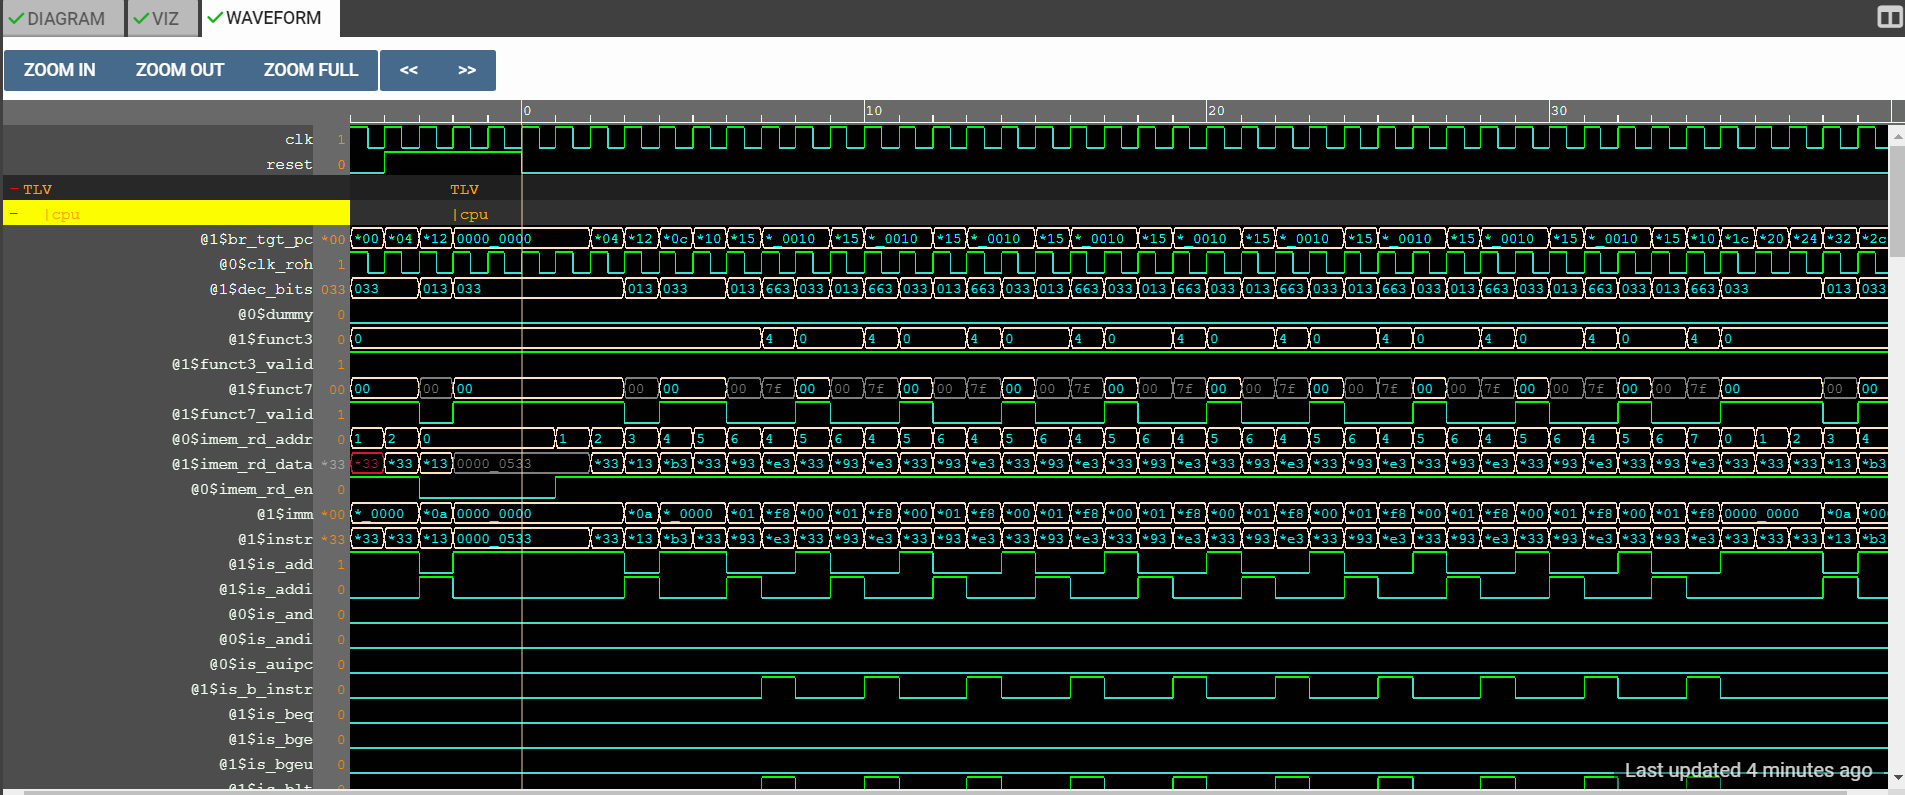 DIAGRAM VIZ WAVEFORM
ZOOM IN ZOOM OUT ZOOM FULL << >>
0 10 20 30
clk 1
reset 0
TLV TLV
|cpu |cpu
@1$br_tgt_pc *00 *00 *04 *12 0000_0000 *04 *12 *0c *10 *15 *_0010 *15 *_0010 *15 *_0010 *15 *_0010 *15 *_0010 *15 *_0010 *15 *_0010 *15 *_0010 *15 *_0010 *15 *10 *1c *20 *24 *32 *2c
@0$clk_roh 1
@1$dec_bits 033 033 013 033 013 033 013 663 033 013 663 033 013 663 033 013 663 033 013 663 033 013 663 033 013 663 033 013 663 033 013 663 033 013 663 033 013 033
@0$dummy 0
@1$funct3 0 0 4 0 4 0 4 0 4 0 4 0 4 0 4 0 4 0 4 0 4 0
@1$funct3_valid 1
@1$funct7 00 00 00 00 00 00 00 7f 00 00 7f 00 00 7f 00 00 7f 00 00 7f 00 00 7f 00 00 7f 00 00 7f 00 00 7f 00 00 7f 00 00 00
@1$funct7_valid 1
@0$imem_rd_addr 0 1 2 0 1 2 3 4 5 6 4 5 6 4 5 6 4 5 6 4 5 6 4 5 6 4 5 6 4 5 6 4 5 6 4 5 6 7 0 1 2 3 4
@1$imem_rd_data *33 *33 *33 *13 0000_0533 *33 *13 *b3 *33 *93 *e3 *33 *93 *e3 *33 *93 *e3 *33 *93 *e3 *33 *93 *e3 *33 *93 *e3 *33 *93 *e3 *33 *93 *e3 *33 *93 *e3 *33 *93 *e3 *33 *33 *33 *13 *b3
@0$imem_rd_en 0
@1$imm *00 *_0000 *0a 0000_0000 *0a *_0000 *01 *f8 *00 *01 *f8 *00 *01 *f8 *00 *01 *f8 *00 *01 *f8 *00 *01 *f8 *00 *01 *f8 *00 *01 *f8 *00 *01 *f8 *00 *01 *f8 0000_0000 *0a *00
@1$instr *33 *33 *33 *13 0000_0533 *33 *13 *b3 *33 *93 *e3 *33 *93 *e3 *33 *93 *e3 *33 *93 *e3 *33 *93 *e3 *33 *93 *e3 *33 *93 *e3 *33 *93 *e3 *33 *93 *e3 *33 *93 *e3 *33 *33 *33 *13 *b3
@1$is_add 1
@1$is_addi 0
@0$is_and 0
@0$is_andi 0
@0$is_auipc 0
@1$is_b_instr 0
@1$is_beq 0
@1$is_bge 0
@1$is_bgeu 0
@1$is_blt 0
Last updated 4 minutes ago